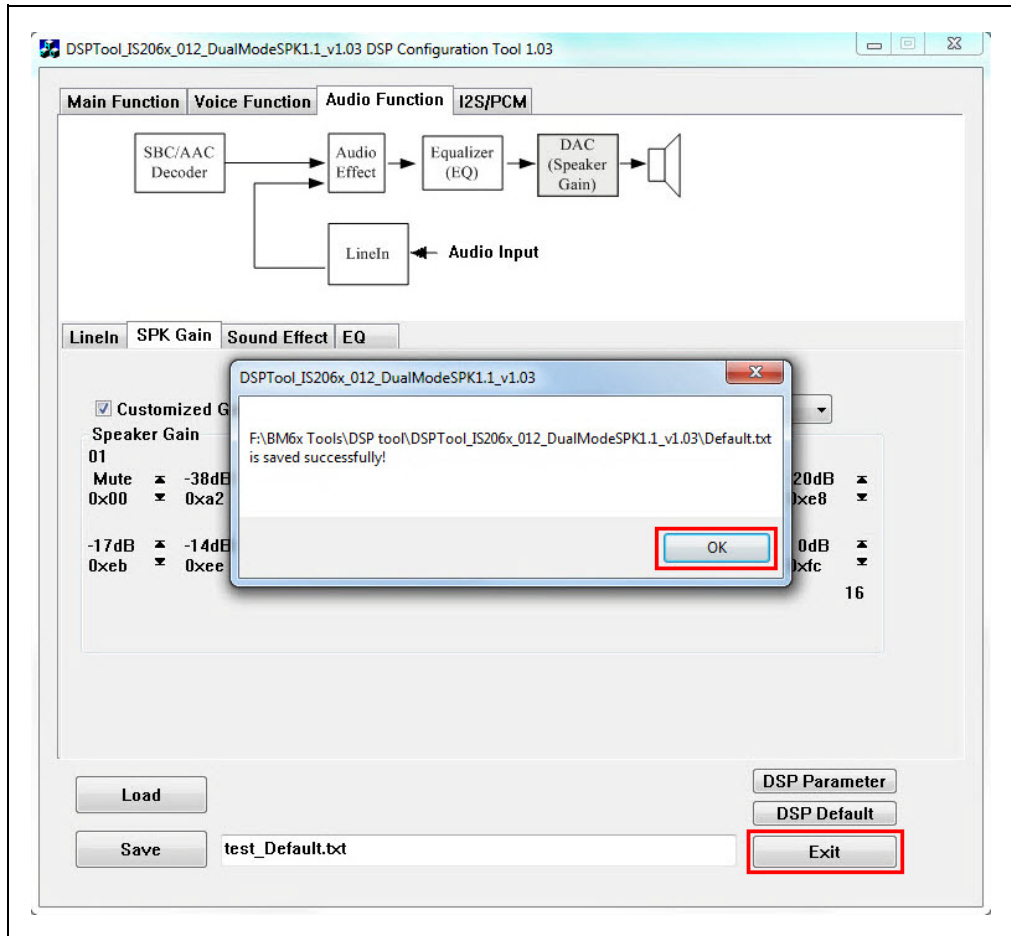 DSPTool_IS206x_012_DualModeSPK1.1_v1.03 DSP Configuration Tool 1.03
Main Function Voice Function Audio Function I2S/PCM
SBC/AAC
Decoder
Audio
Effect
Equalizer
(EQ)
DAC
(Speaker
Gain)
LineIn
Audio Input
LineIn SPK Gain Sound Effect EQ
DSPTool_IS206x_012_DualModeSPK1.1_v1.03
F:\BM6x Tools\DSP tool\DSPTool_IS206x_012_DualModeSPK1.1_v1.03\Default.txt
is saved successfully!
OK
Customized
Speaker Gain
01
Mute -38dB 20dB
0x00 0xa2 0xe8
-17dB -14dB 0dB
0xeb 0xee 0xfc
16
Load
DSP Parameter
DSP Default
Save test_Default.txt Exit